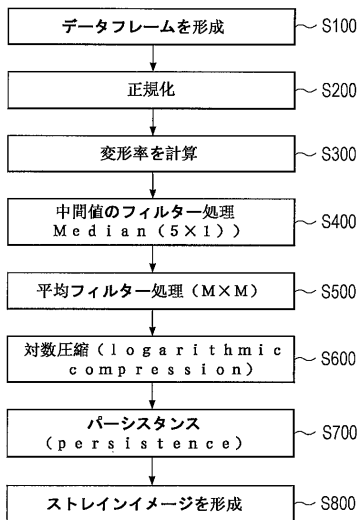 データフレームを形成 S100
正規化 S200
変形率を計算 S300
中間値のフィルター処理
Median(5×1)) S400
平均フィルター処理(M×M) S500
対数圧縮(logarithmic
compression) S600
パーシスタンス
(persistence) S700
ストレインイメージを形成 S800